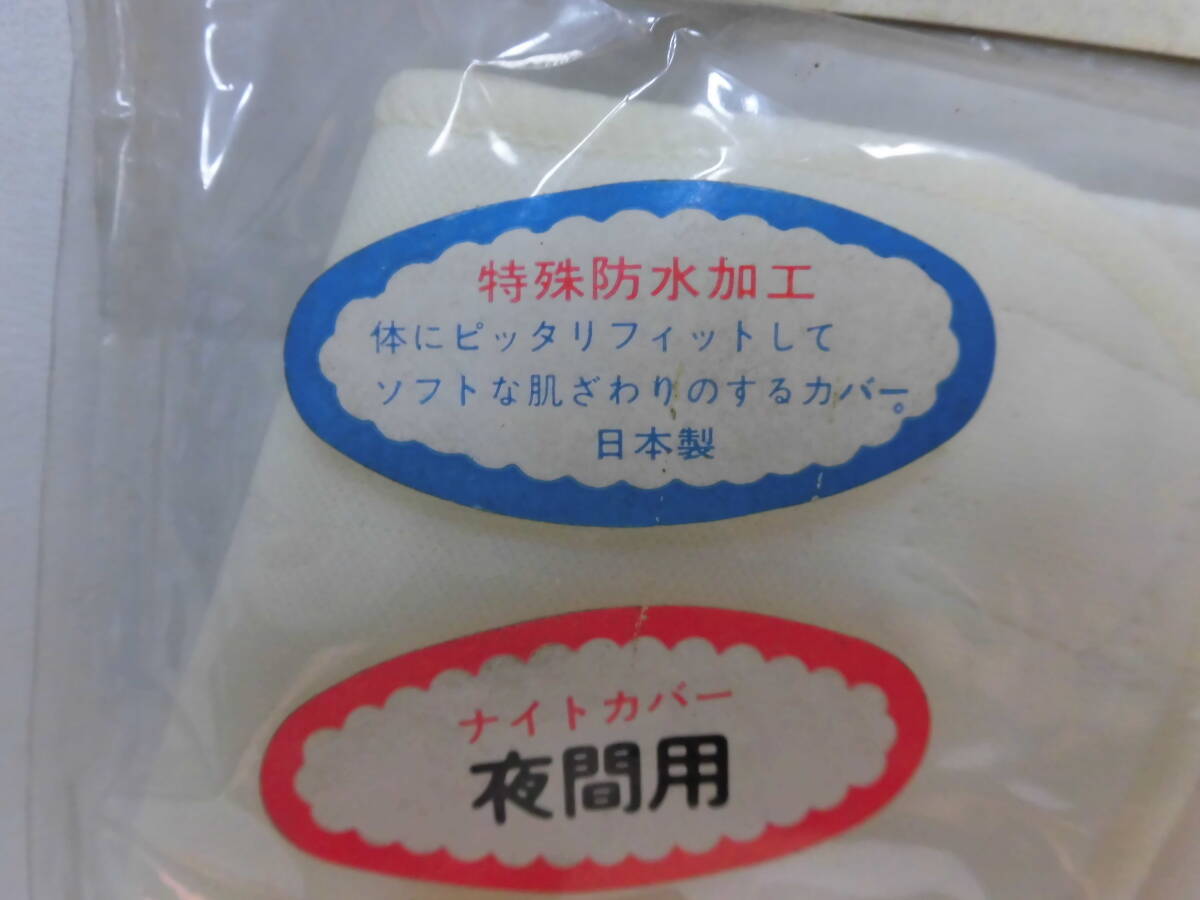 特殊防水加工
体にピッタリフィットして
ソフトな肌ざわりのするカバー。
日本製
ナイトカバー
夜間用